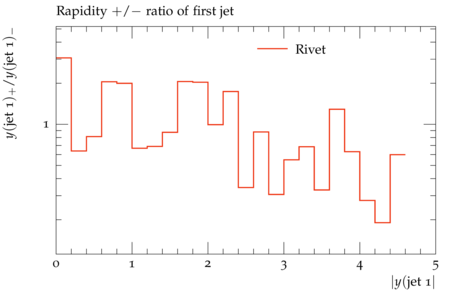 Rapidity +/− ratio of first jet
y(jet 1)₊/y(jet 1)₋
Rivet
1
0 1 2 3 4 5
|y(jet 1|